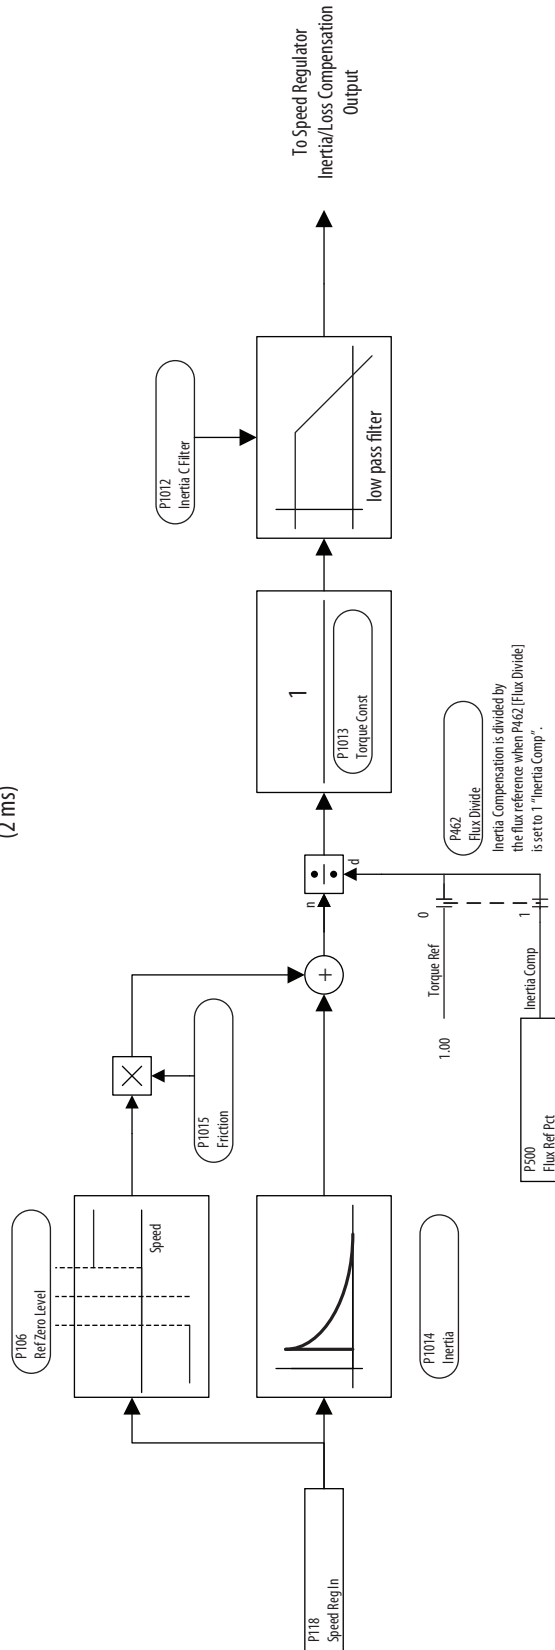 (2 ms)
To Speed Regulator
Inertia/Loss Compensation
Output
P1012
Inertia C Filter
low pass filter
1
P1013
Torque Const
P462
Flux Divide
Inertia Compensation is divided by
the flux reference when P462 [Flux Divide]
is set to 1 "Inertia Comp".
n
d
0
1
Torque Ref
Inertia Comp
1.00
P500
Flux Ref Pct
+
P1015
Friction
P106
Ref Zero Level
Speed
P1014
Inertia
P118
Speed Reg In